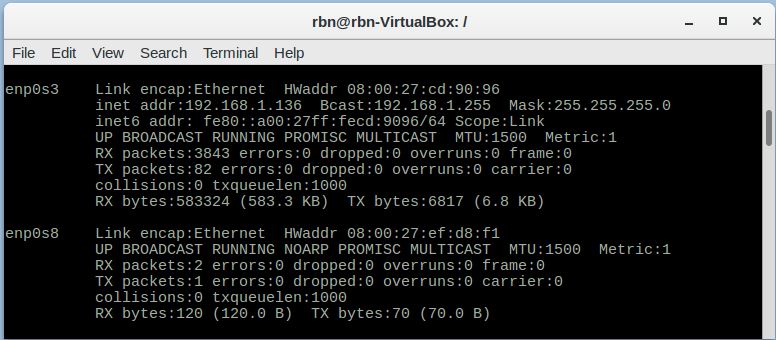 rbn@rbn-VirtualBox: /
File Edit View Search Terminal Help
enp0s3    Link encap:Ethernet  HWaddr 08:00:27:cd:90:96
          inet addr:192.168.1.136  Bcast:192.168.1.255  Mask:255.255.255.0
          inet6 addr: fe80::a00:27ff:fecd:9096/64 Scope:Link
          UP BROADCAST RUNNING PROMISC MULTICAST  MTU:1500  Metric:1
          RX packets:3843 errors:0 dropped:0 overruns:0 frame:0
          TX packets:82 errors:0 dropped:0 overruns:0 carrier:0
          collisions:0 txqueuelen:1000
          RX bytes:583324 (583.3 KB)  TX bytes:6817 (6.8 KB)
enp0s8    Link encap:Ethernet  HWaddr 08:00:27:ef:d8:f1
          UP BROADCAST RUNNING NOARP PROMISC MULTICAST  MTU:1500  Metric:1
          RX packets:2 errors:0 dropped:0 overruns:0 frame:0
          TX packets:1 errors:0 dropped:0 overruns:0 carrier:0
          collisions:0 txqueuelen:1000
          RX bytes:120 (120.0 B)  TX bytes:70 (70.0 B)